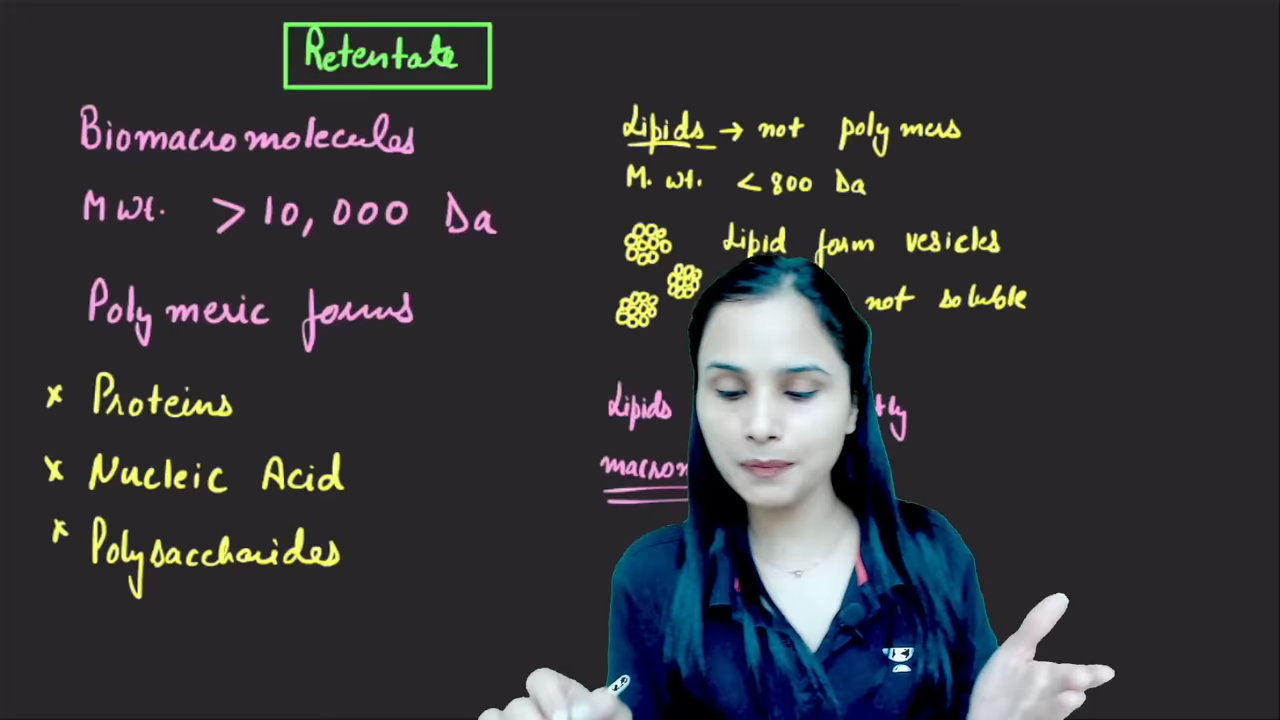 Retentate
Biomacromolecules
M wt. > 10,000 Da
Polymeric forms
x Proteins
x Nucleic Acid
x Polysaccharides
Lipids → not polymers
M. wt. < 800 Da
Lipid form vesicles
not soluble
Lipids